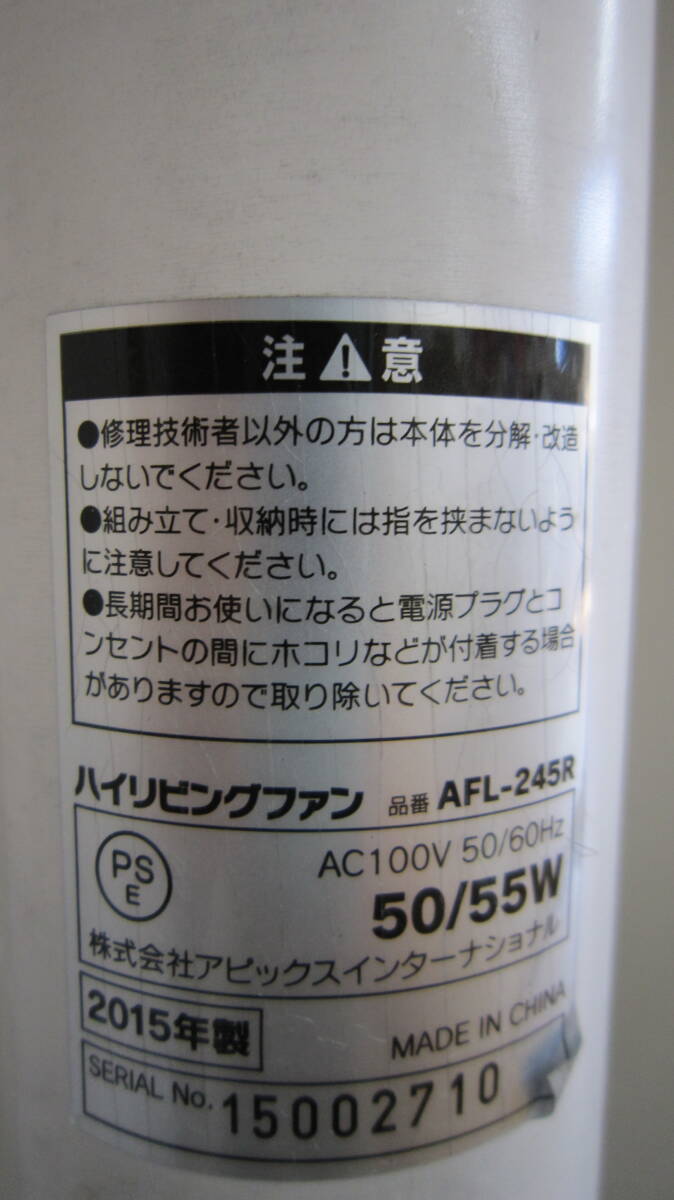 注⚠意
●修理技術者以外の方は本体を分解・改造
しないでください。
●組み立て・収納時には指を挟まないよう
に注意してください。
●長期間お使いになると電源プラグとコ
ンセントの間にホコリなどが付着する場合
がありますので取り除いてください。
ハイリビングファン 品番 AFL-245R
PS
E
AC100V 50/60Hz
50/55W
株式会社アピックスインターナショナル
2015年製
MADE IN CHINA
SERIAL No. 15002710